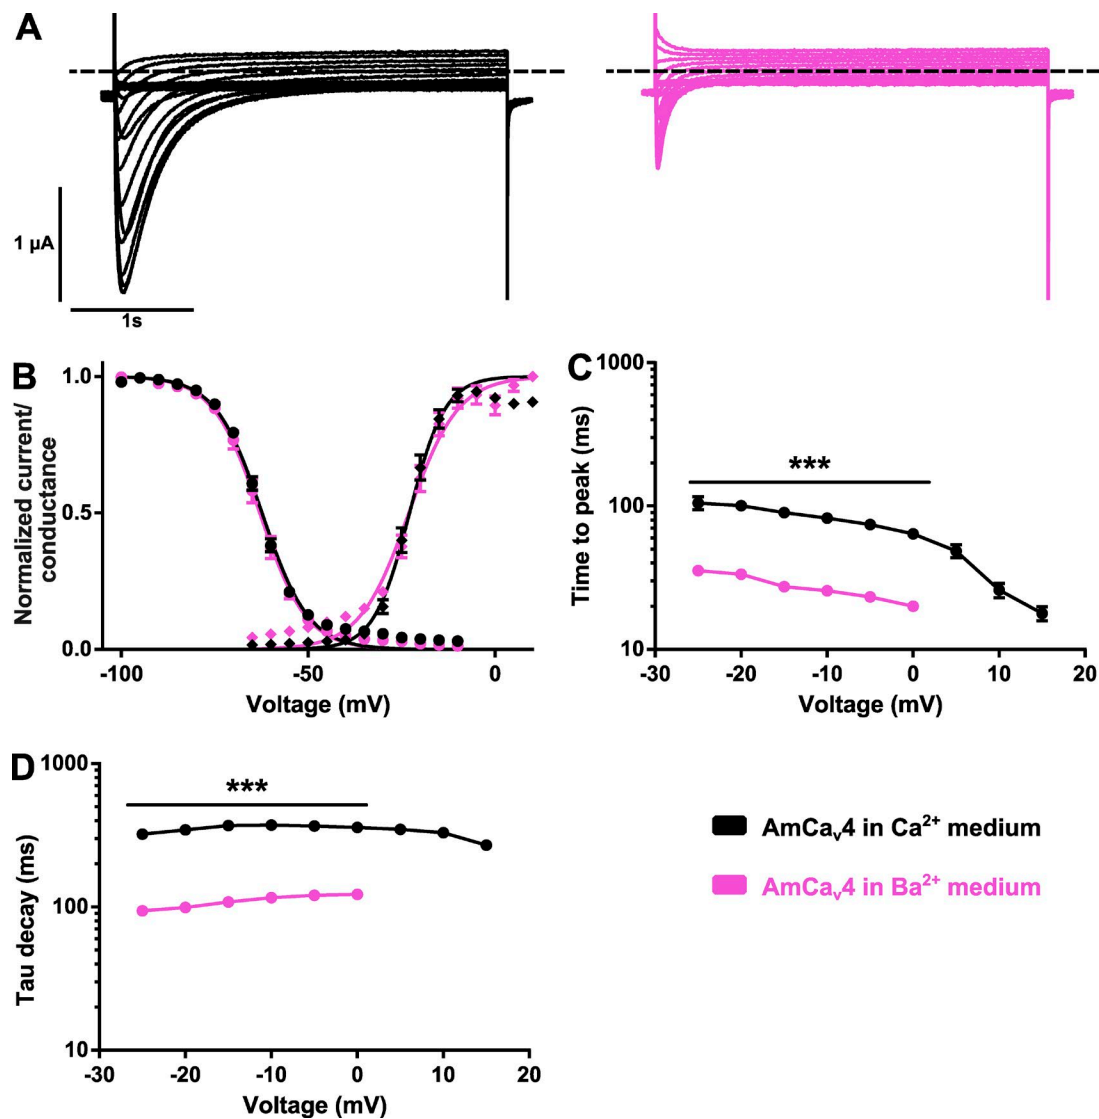 A
1 µA
1s
B
Normalized current/
conductance
1.0
0.5
0.0
-100
-50
0
Voltage (mV)
C
Time to peak (ms)
1000
100
10
***
-30
-20
-10
0
10
20
Voltage (mV)
D
Tau decay (ms)
1000
100
10
***
-30
-20
-10
0
10
20
Voltage (mV)
AmCaᵥ4 in Ca²⁺ medium
AmCaᵥ4 in Ba²⁺ medium